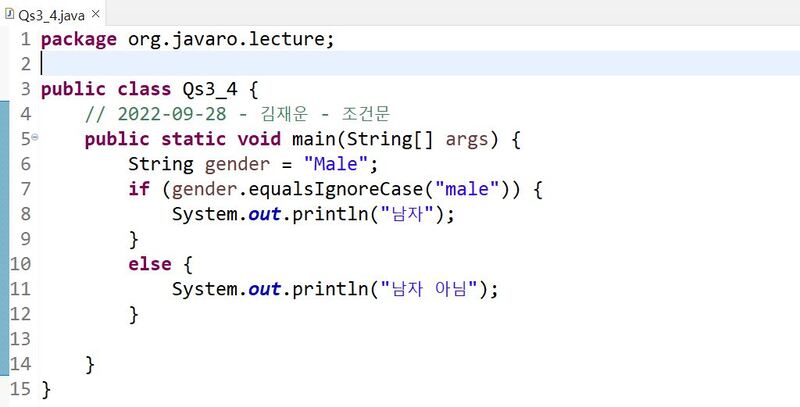 Qs3_4.java
1 package org.javaro.lecture;
2
3 public class Qs3_4 {
4     // 2022-09-28 - 김재운 - 조건문
5     public static void main(String[] args) {
6         String gender = "Male";
7         if (gender.equalsIgnoreCase("male")) {
8             System.out.println("남자");
9         }
10         else {
11             System.out.println("남자 아님");
12         }
13
14     }
15 }